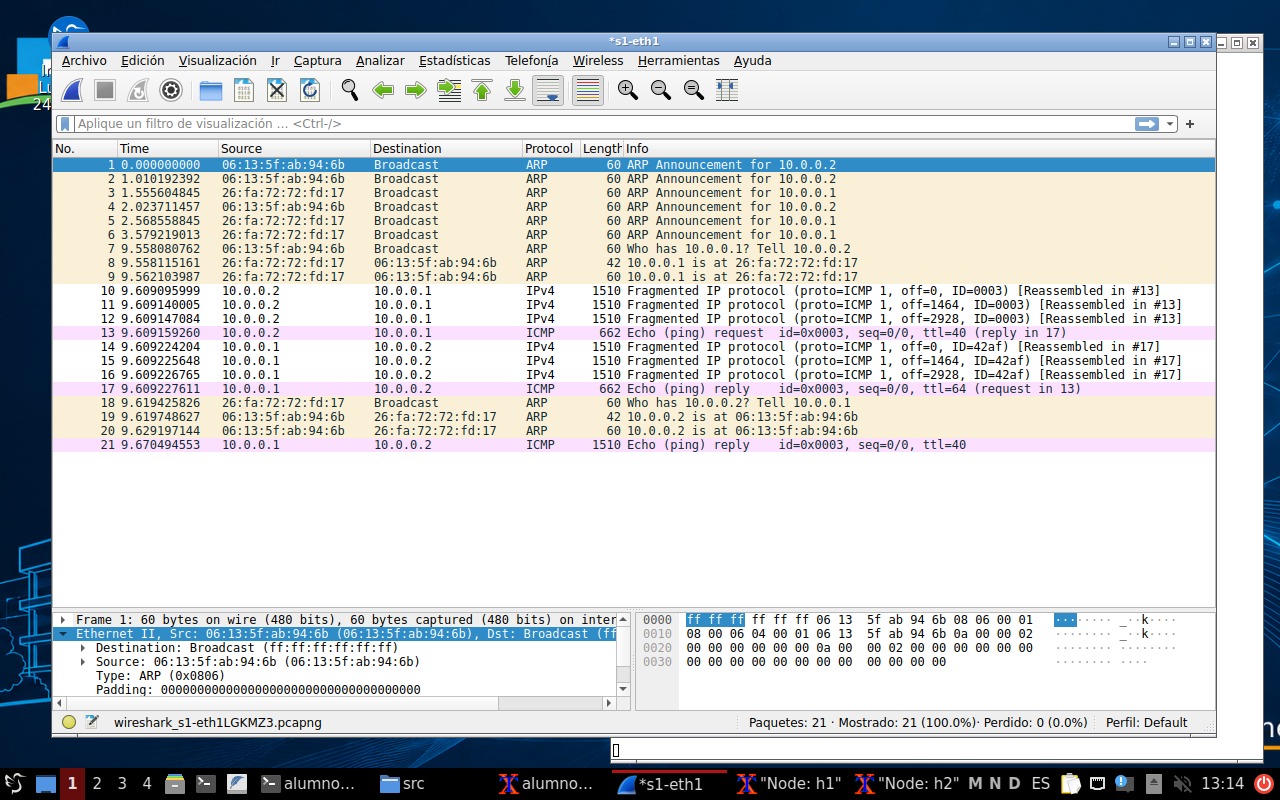 24
*s1-eth1
Archivo Edición Visualización Ir Captura Analizar Estadísticas Telefonía Wireless Herramientas Ayuda
Aplique un filtro de visualización … <Ctrl-/>
No. Time Source Destination Protocol Length Info
1 0.000000000 06:13:5f:ab:94:6b Broadcast ARP 60 ARP Announcement for 10.0.0.2
2 1.010192392 06:13:5f:ab:94:6b Broadcast ARP 60 ARP Announcement for 10.0.0.2
3 1.555604845 26:fa:72:72:fd:17 Broadcast ARP 60 ARP Announcement for 10.0.0.1
4 2.023711457 06:13:5f:ab:94:6b Broadcast ARP 60 ARP Announcement for 10.0.0.2
5 2.568558845 26:fa:72:72:fd:17 Broadcast ARP 60 ARP Announcement for 10.0.0.1
6 3.579219013 26:fa:72:72:fd:17 Broadcast ARP 60 ARP Announcement for 10.0.0.1
7 9.558080762 06:13:5f:ab:94:6b Broadcast ARP 60 Who has 10.0.0.1? Tell 10.0.0.2
8 9.558115161 26:fa:72:72:fd:17 06:13:5f:ab:94:6b ARP 42 10.0.0.1 is at 26:fa:72:72:fd:17
9 9.562103987 26:fa:72:72:fd:17 06:13:5f:ab:94:6b ARP 60 10.0.0.1 is at 26:fa:72:72:fd:17
10 9.609095999 10.0.0.2 10.0.0.1 IPv4 1510 Fragmented IP protocol (proto=ICMP 1, off=0, ID=0003) [Reassembled in #13]
11 9.609140005 10.0.0.2 10.0.0.1 IPv4 1510 Fragmented IP protocol (proto=ICMP 1, off=1464, ID=0003) [Reassembled in #13]
12 9.609147084 10.0.0.2 10.0.0.1 IPv4 1510 Fragmented IP protocol (proto=ICMP 1, off=2928, ID=0003) [Reassembled in #13]
13 9.609159260 10.0.0.2 10.0.0.1 ICMP 662 Echo (ping) request id=0x0003, seq=0/0, ttl=40 (reply in 17)
14 9.609224204 10.0.0.1 10.0.0.2 IPv4 1510 Fragmented IP protocol (proto=ICMP 1, off=0, ID=42af) [Reassembled in #17]
15 9.609225648 10.0.0.1 10.0.0.2 IPv4 1510 Fragmented IP protocol (proto=ICMP 1, off=1464, ID=42af) [Reassembled in #17]
16 9.609226765 10.0.0.1 10.0.0.2 IPv4 1510 Fragmented IP protocol (proto=ICMP 1, off=2928, ID=42af) [Reassembled in #17]
17 9.609227611 10.0.0.1 10.0.0.2 ICMP 662 Echo (ping) reply id=0x0003, seq=0/0, ttl=64 (request in 13)
18 9.619425826 26:fa:72:72:fd:17 Broadcast ARP 60 Who has 10.0.0.2? Tell 10.0.0.1
19 9.619748627 06:13:5f:ab:94:6b 26:fa:72:72:fd:17 ARP 42 10.0.0.2 is at 06:13:5f:ab:94:6b
20 9.629197144 06:13:5f:ab:94:6b 26:fa:72:72:fd:17 ARP 60 10.0.0.2 is at 06:13:5f:ab:94:6b
21 9.670494553 10.0.0.1 10.0.0.2 ICMP 1510 Echo (ping) reply id=0x0003, seq=0/0, ttl=40
Frame 1: 60 bytes on wire (480 bits), 60 bytes captured (480 bits) on inter
Ethernet II, Src: 06:13:5f:ab:94:6b (06:13:5f:ab:94:6b), Dst: Broadcast (ff
Destination: Broadcast (ff:ff:ff:ff:ff:ff)
Source: 06:13:5f:ab:94:6b (06:13:5f:ab:94:6b)
Type: ARP (0x0806)
Padding: 000000000000000000000000000000000000
0000 ff ff ff ff ff ff 06 13 5f ab 94 6b 08 06 00 01 ········ _··k····
0010 08 00 06 04 00 01 06 13 5f ab 94 6b 0a 00 00 02 ········ _··k····
0020 00 00 00 00 00 00 0a 00 00 02 00 00 00 00 00 00 ········ ········
0030 00 00 00 00 00 00 00 00 00 00 00 00 ········ ····
wireshark_s1-eth1LGKMZ3.pcapng Paquetes: 21 · Mostrado: 21 (100.0%)· Perdido: 0 (0.0%) Perfil: Default
1 2 3 4 alumno… src alumno… *s1-eth1 "Node: h1" "Node: h2" M N D ES 13:14